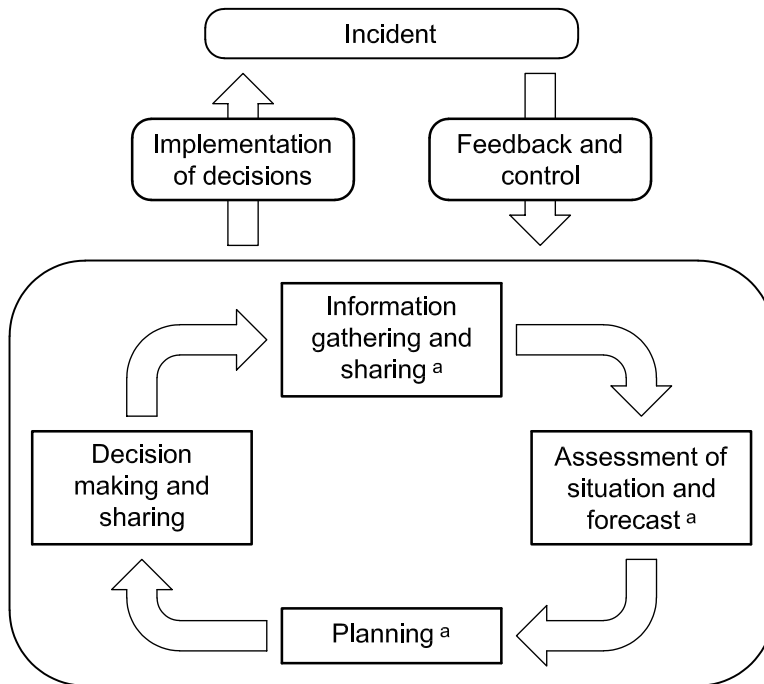 Incident
Implementation
of decisions
Feedback and
control
Information
gathering and
sharing a
Decision
making and
sharing
Assessment of
situation and
forecast a
Planning a